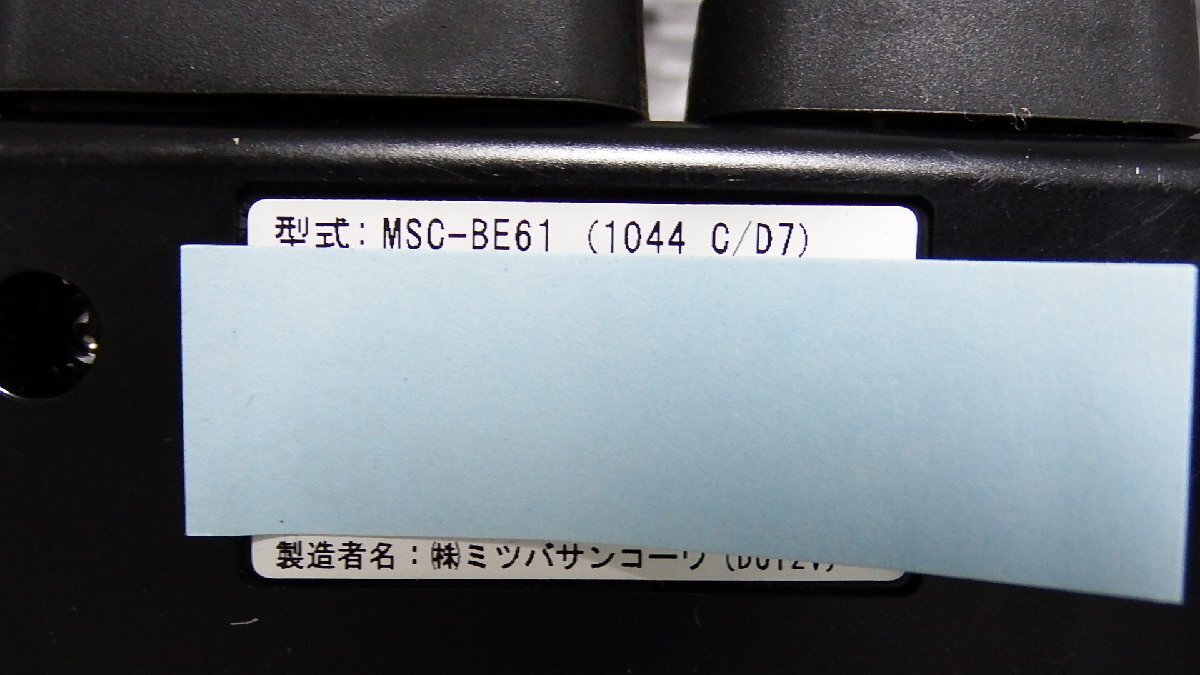 型式: MSC-BE61 (1044 C/D7)
製造者名：㈱ミツバサンコーワ (DC12V)